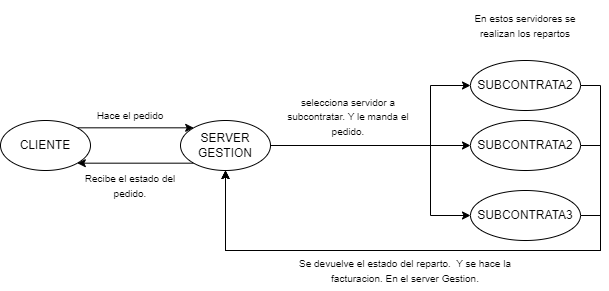 En estos servidores se
realizan los repartos
SUBCONTRATA2
selecciona servidor a
subcontratar. Y le manda el
pedido.
Hace el pedido
CLIENTE
SERVER
GESTION
SUBCONTRATA2
Recibe el estado del
pedido.
SUBCONTRATA3
Se devuelve el estado del reparto.  Y se hace la
facturacion. En el server Gestion.